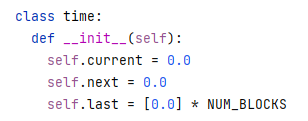 class time:
  def __init__(self):
    self.current = 0.0
    self.next = 0.0
    self.last = [0.0] * NUM_BLOCKS